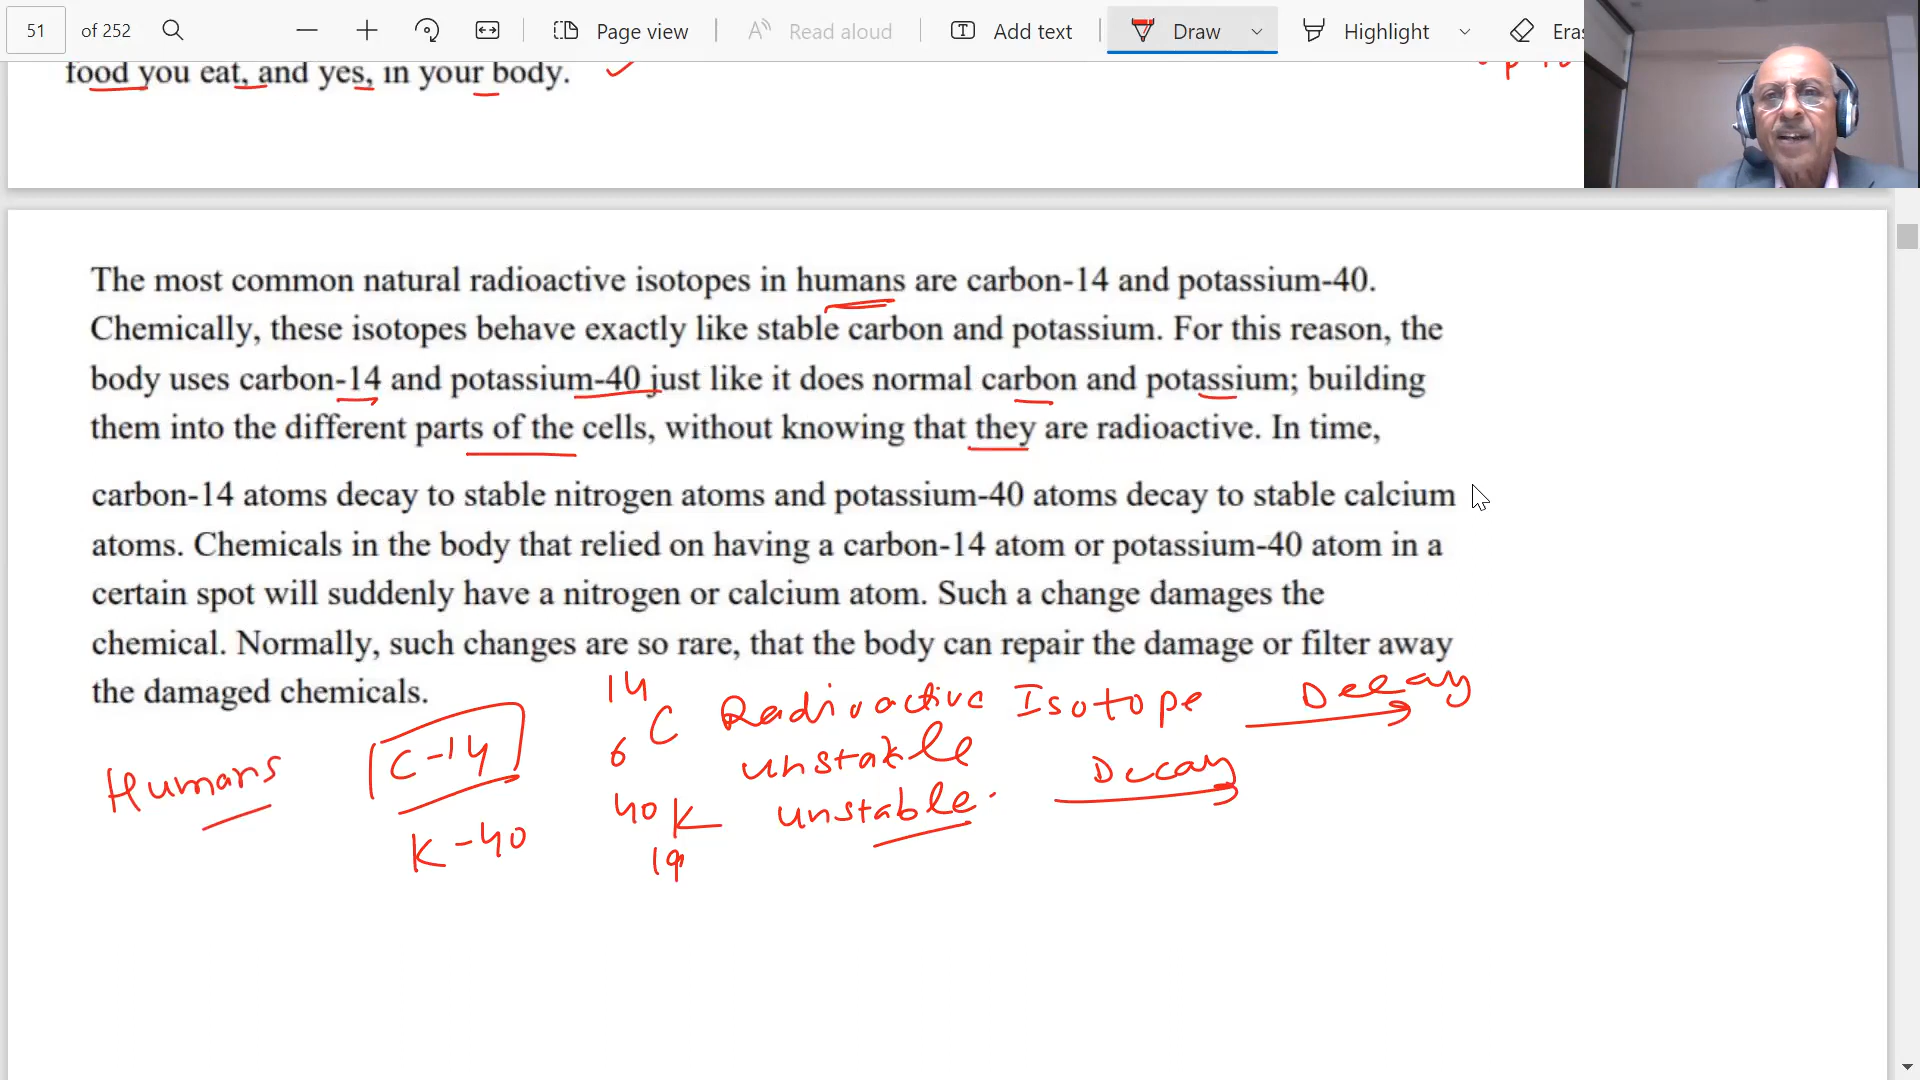 51 of 252 Page view Read aloud Add text Draw Highlight Eras
food you eat, and yes, in your body.
The most common natural radioactive isotopes in humans are carbon-14 and potassium-40.
Chemically, these isotopes behave exactly like stable carbon and potassium. For this reason, the
body uses carbon-14 and potassium-40 just like it does normal carbon and potassium; building
them into the different parts of the cells, without knowing that they are radioactive. In time,
carbon-14 atoms decay to stable nitrogen atoms and potassium-40 atoms decay to stable calcium
atoms. Chemicals in the body that relied on having a carbon-14 atom or potassium-40 atom in a
certain spot will suddenly have a nitrogen or calcium atom. Such a change damages the
chemical. Normally, such changes are so rare, that the body can repair the damage or filter away
the damaged chemicals.
14
6 C Radioactive Isotope Decay
Humans C-14 unstable Decay
40 K unstable.
19
K-40